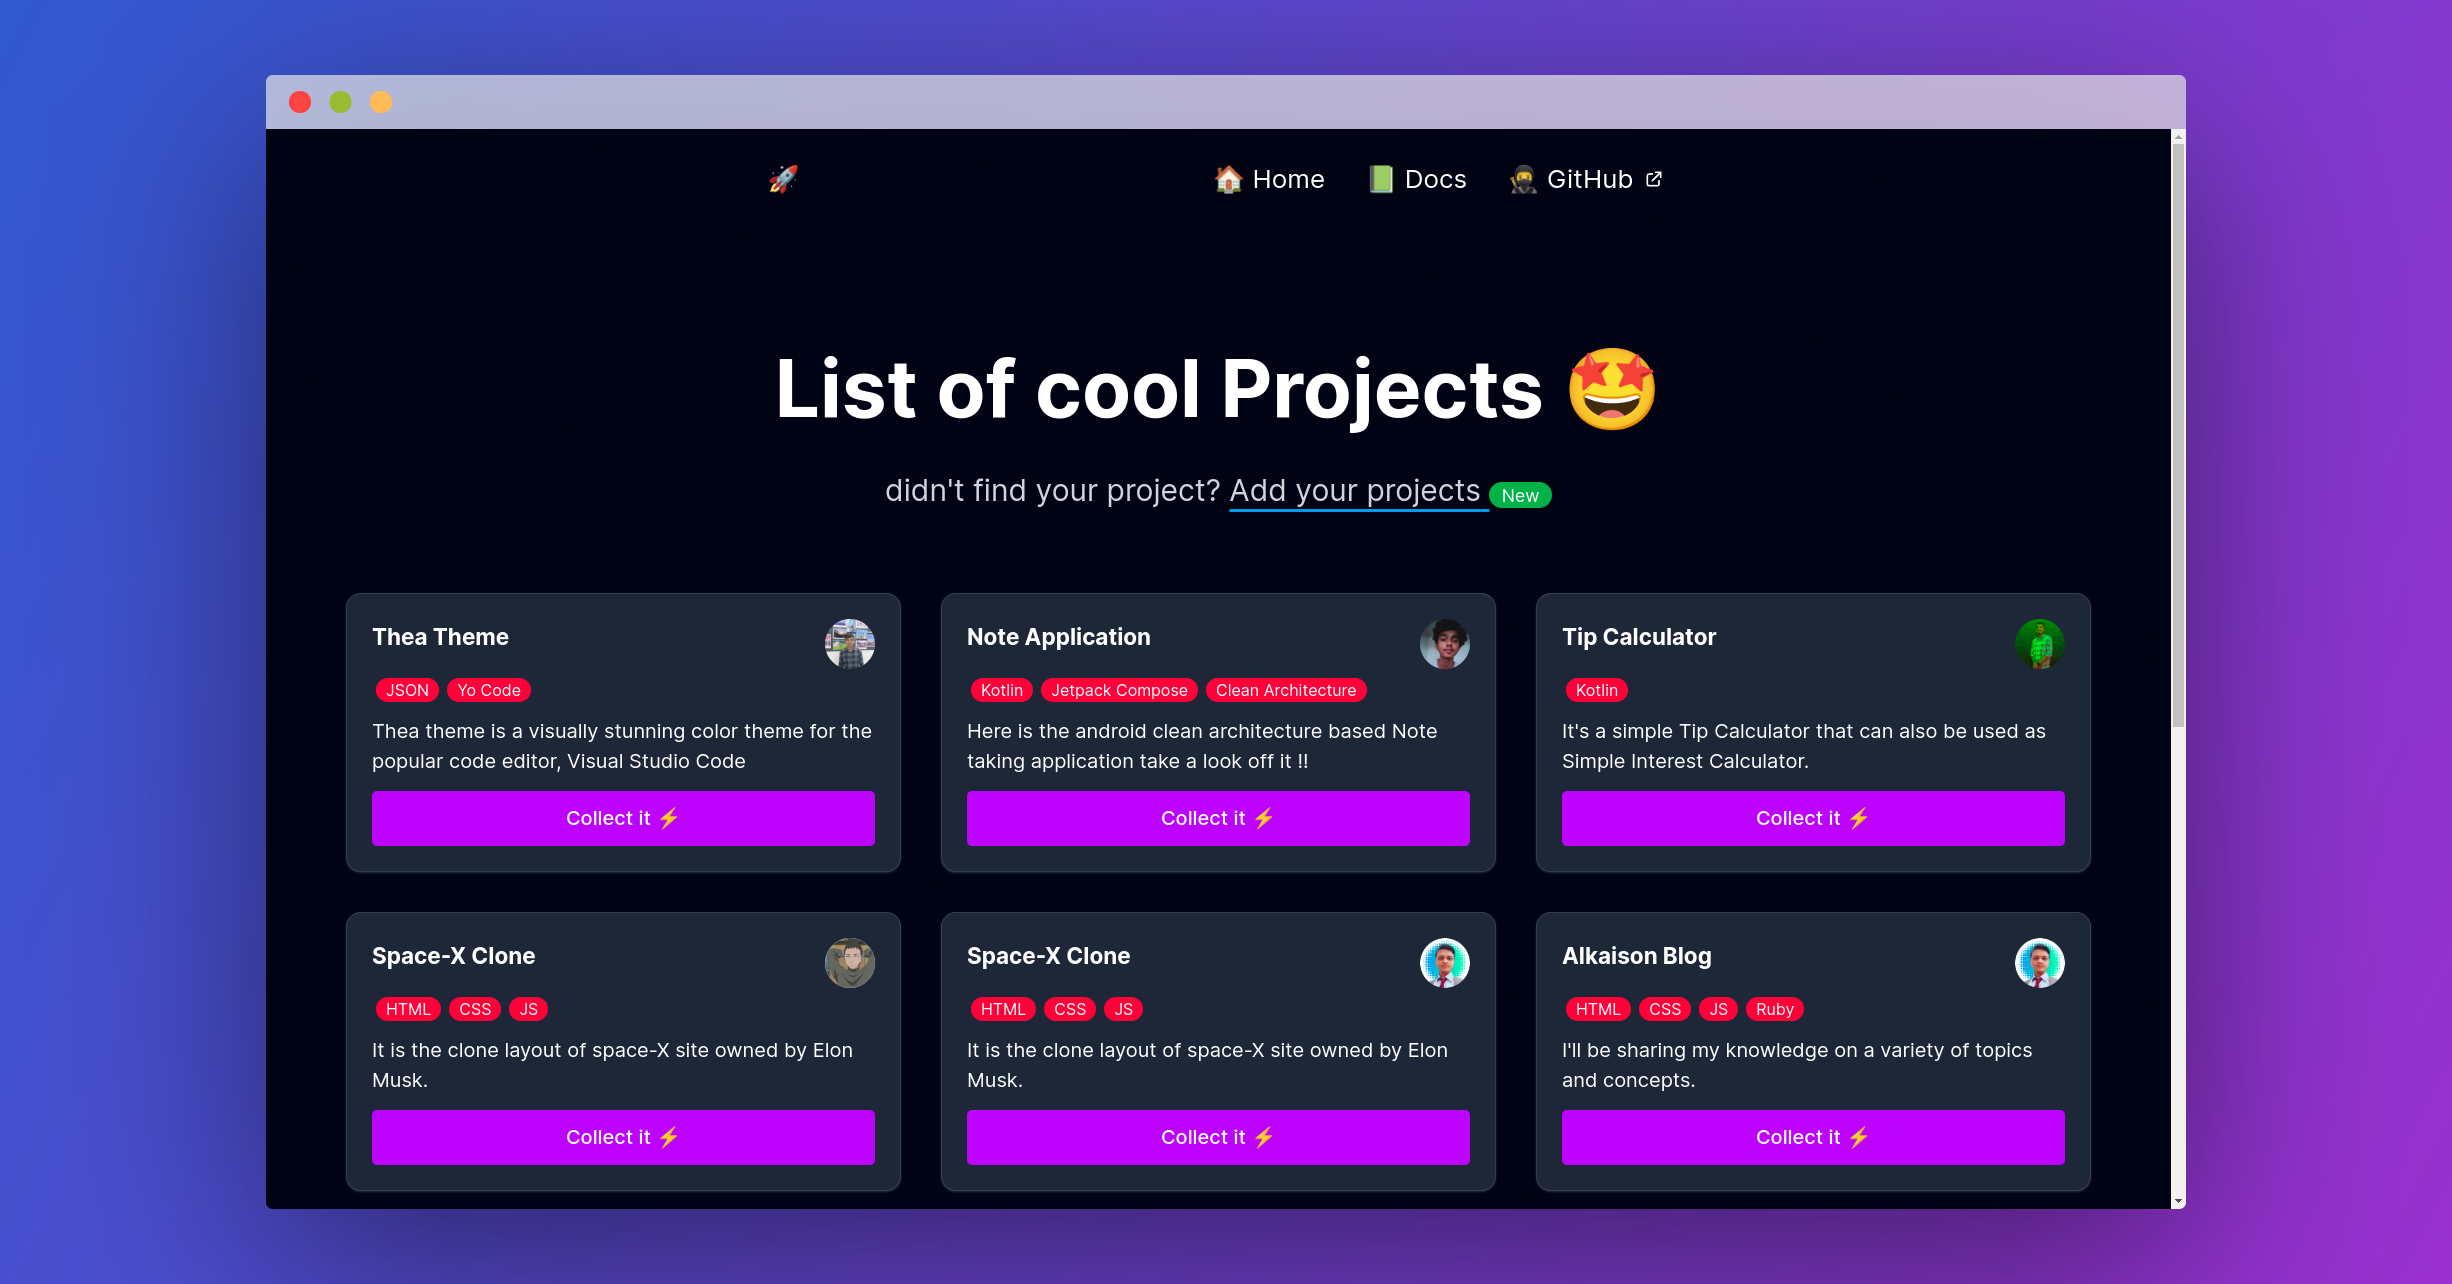 🚀 🏠 Home 📗 Docs 🥷 GitHub
List of cool Projects 🤩
didn't find your project? Add your projects New
Thea Theme
JSON Yo Code
Thea theme is a visually stunning color theme for the
popular code editor, Visual Studio Code
Collect it ⚡
Note Application
Kotlin Jetpack Compose Clean Architecture
Here is the android clean architecture based Note
taking application take a look off it !!
Collect it ⚡
Tip Calculator
Kotlin
It's a simple Tip Calculator that can also be used as
Simple Interest Calculator.
Collect it ⚡
Space-X Clone
HTML CSS JS
It is the clone layout of space-X site owned by Elon
Musk.
Collect it ⚡
Space-X Clone
HTML CSS JS
It is the clone layout of space-X site owned by Elon
Musk.
Collect it ⚡
Alkaison Blog
HTML CSS JS Ruby
I'll be sharing my knowledge on a variety of topics
and concepts.
Collect it ⚡